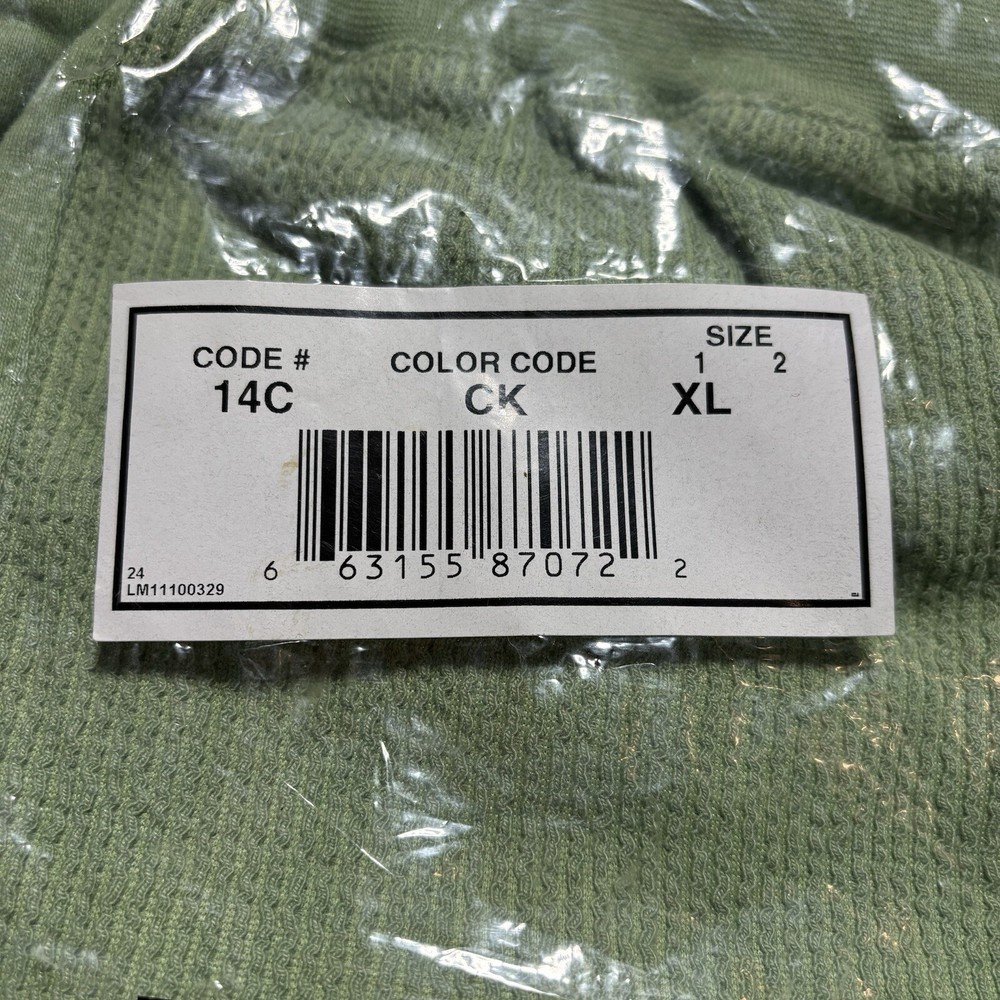 CODE # COLOR CODE SIZE
1 2
14C CK XL
6 63155 87072 2
24
LM11100329